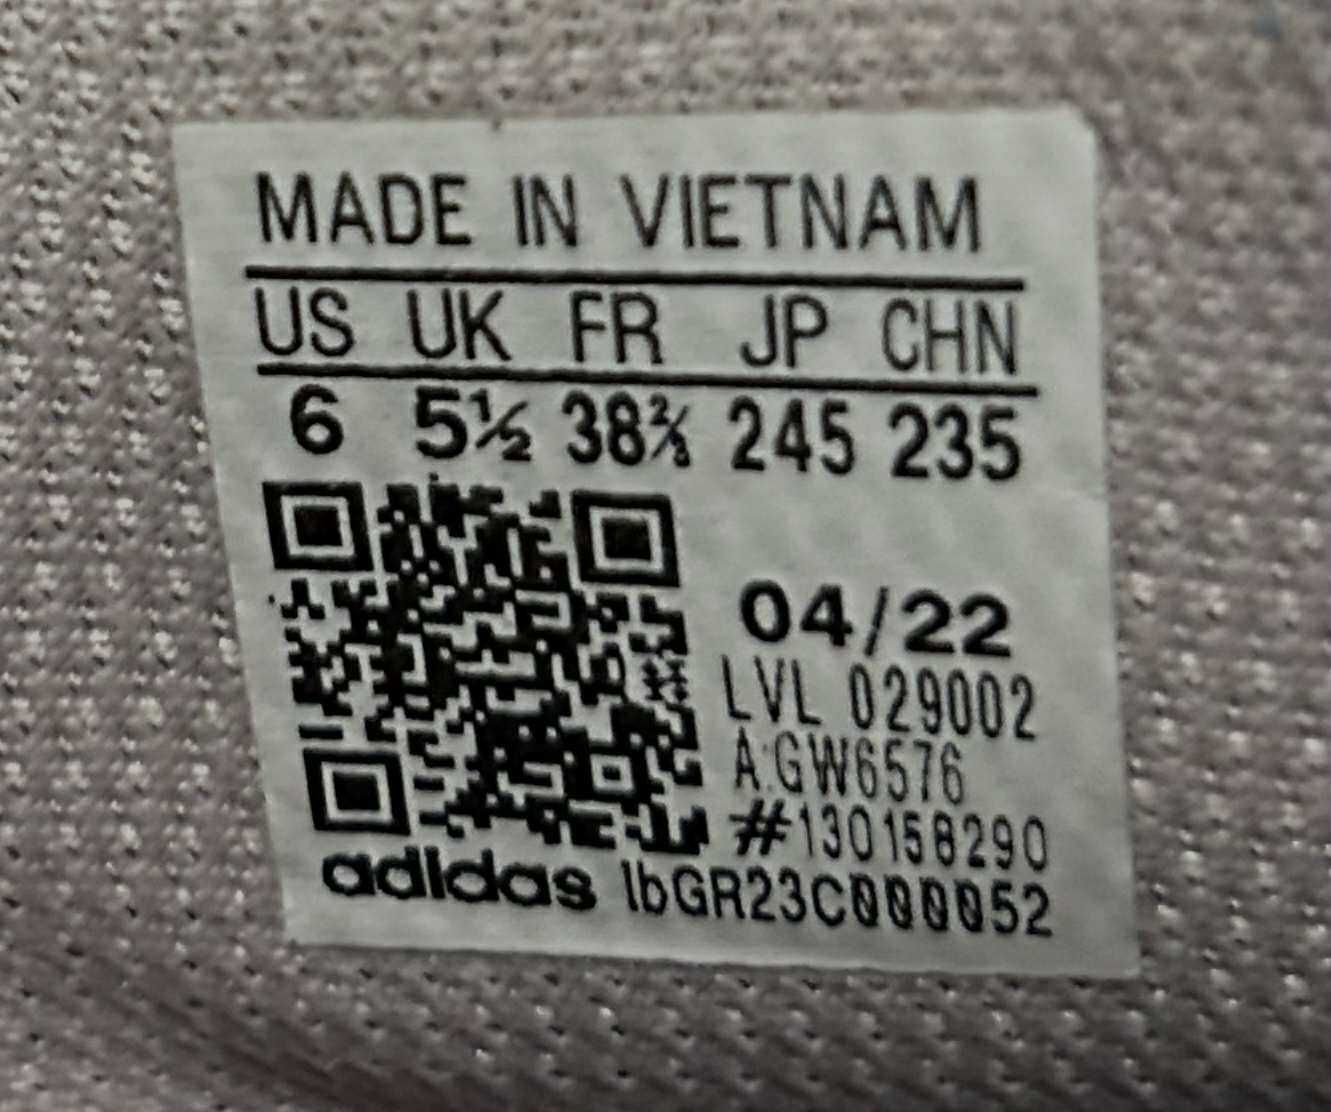 MADE IN VIETNAM
US UK FR JP CHN
6 5½ 38⅔ 245 235
04/22
LVL 029002
A:GW6576
#130158290
adidas lbGR23C000052